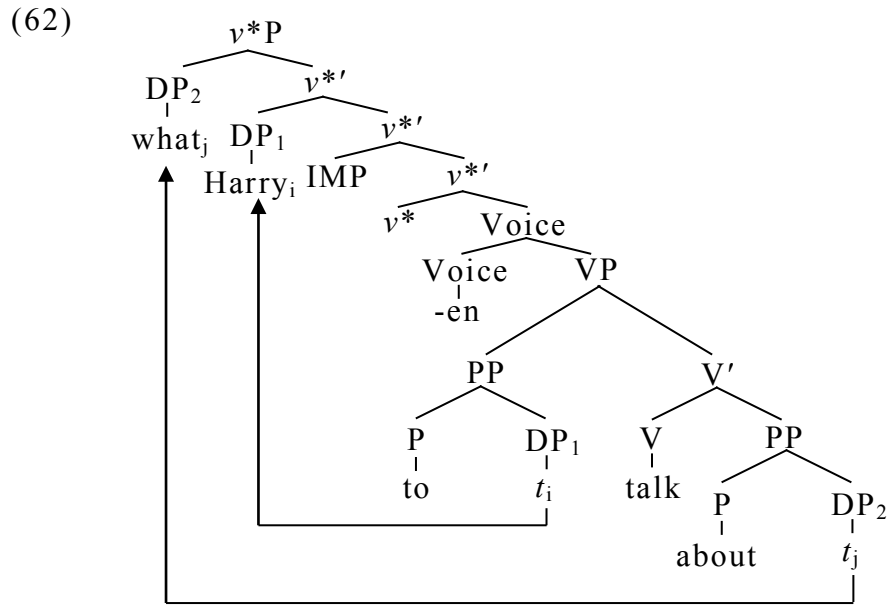 (62)
v*P
DP₂ v*′
whatⱼ DP₁ v*′
Harryᵢ IMP v*′
v* Voice
Voice VP
-en
PP V′
P DP₁ V PP
to tᵢ talk P DP₂
about tⱼ